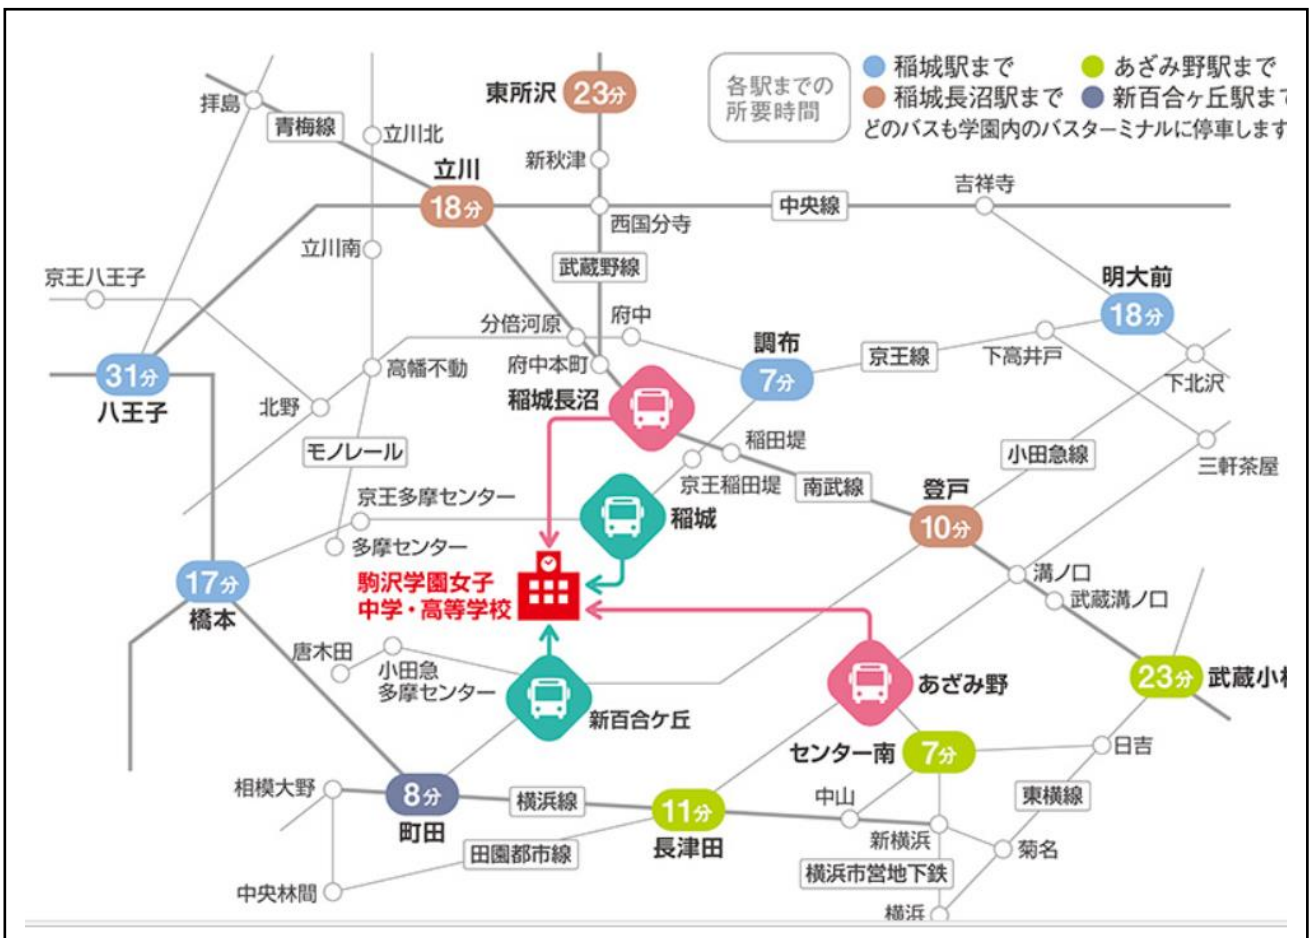 各駅までの
所要時間
稲城駅まで
あざみ野駅まで
稲城長沼駅まで
新百合ヶ丘駅まで
どのバスも学園内のバスターミナルに停車します
東所沢
23分
拝島
青梅線
立川北
新秋津
立川
18分
中央線
吉祥寺
西国分寺
立川南
武蔵野線
京王八王子
明大前
18分
分倍河原
府中
調布
7分
京王線
下高井戸
府中本町
高幡不動
下北沢
31分
八王子
稲城長沼
北野
モノレール
稲田堤
小田急線
三軒茶屋
京王稲田堤
南武線
登戸
10分
京王多摩センター
稲城
多摩センター
駒沢学園女子
中学・高等学校
17分
橋本
溝ノ口
武蔵溝ノ口
唐木田
小田急
多摩センター
新百合ケ丘
あざみ野
23分
武蔵小
センター南
7分
日吉
相模大野
8分
町田
横浜線
11分
長津田
中山
東横線
新横浜
菊名
田園都市線
横浜市営地下鉄
中央林間
横浜